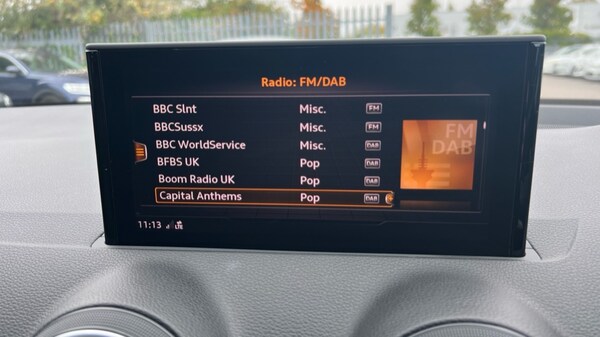 Radio: FM/DAB
BBC Slnt Misc. FM
BBCSussx Misc. FM
BBC WorldService Misc. DAB
BFBS UK Pop DAB
Boom Radio UK Pop DAB
Capital Anthems Pop DAB
FM
DAB
11:13 LTE